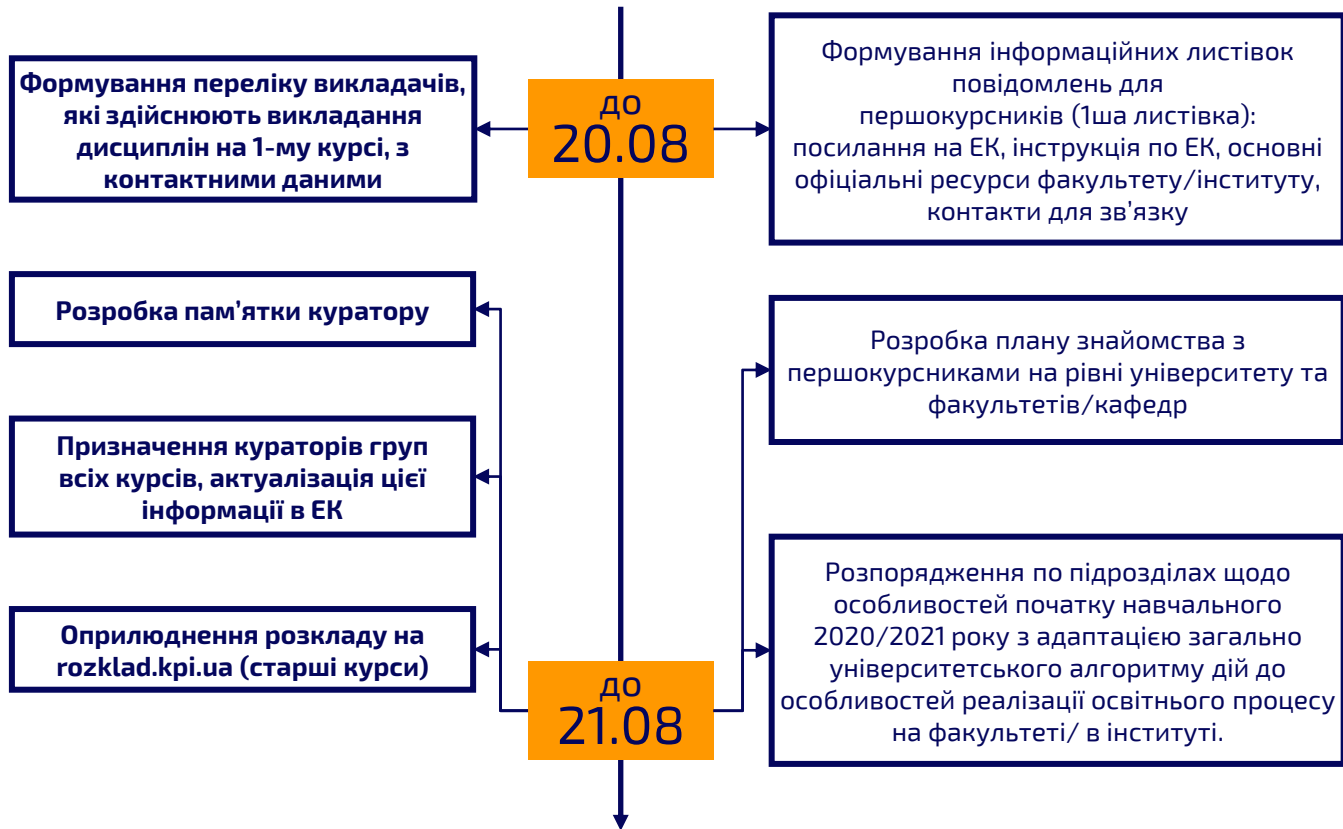 Формування переліку викладачів,
які здійснюють викладання
дисциплін на 1-му курсі, з
контактними даними
до
20.08
Формування інформаційних листівок
повідомлень для
першокурсників (1ша листівка):
посилання на ЕК, інструкція по ЕК, основні
офіціальні ресурси факультету/інституту,
контакти для зв’язку
Розробка пам’ятки куратору
Призначення кураторів груп
всіх курсів, актуалізація цієї
інформації в ЕК
Оприлюднення розкладу на
rozklad.kpi.ua (старші курси)
до
21.08
Розробка плану знайомства з
першокурсниками на рівні університету та
факультетів/кафедр
Розпорядження по підрозділах щодо
особливостей початку навчального
2020/2021 року з адаптацією загально
університетського алгоритму дій до
особливостей реалізації освітнього процесу
на факультеті/ в інституті.